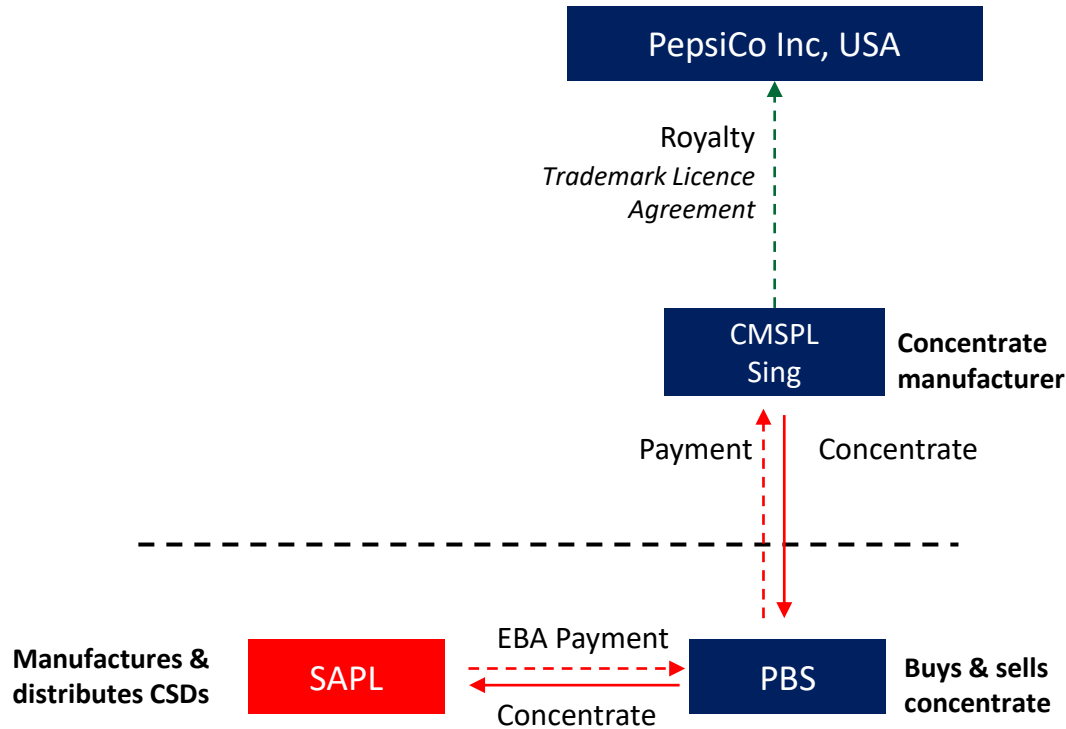 PepsiCo Inc, USA
Royalty
Trademark Licence
Agreement
CMSPL
Sing
Concentrate
manufacturer
Payment
Concentrate
Manufactures &
distributes CSDs
SAPL
EBA Payment
Concentrate
PBS
Buys & sells
concentrate